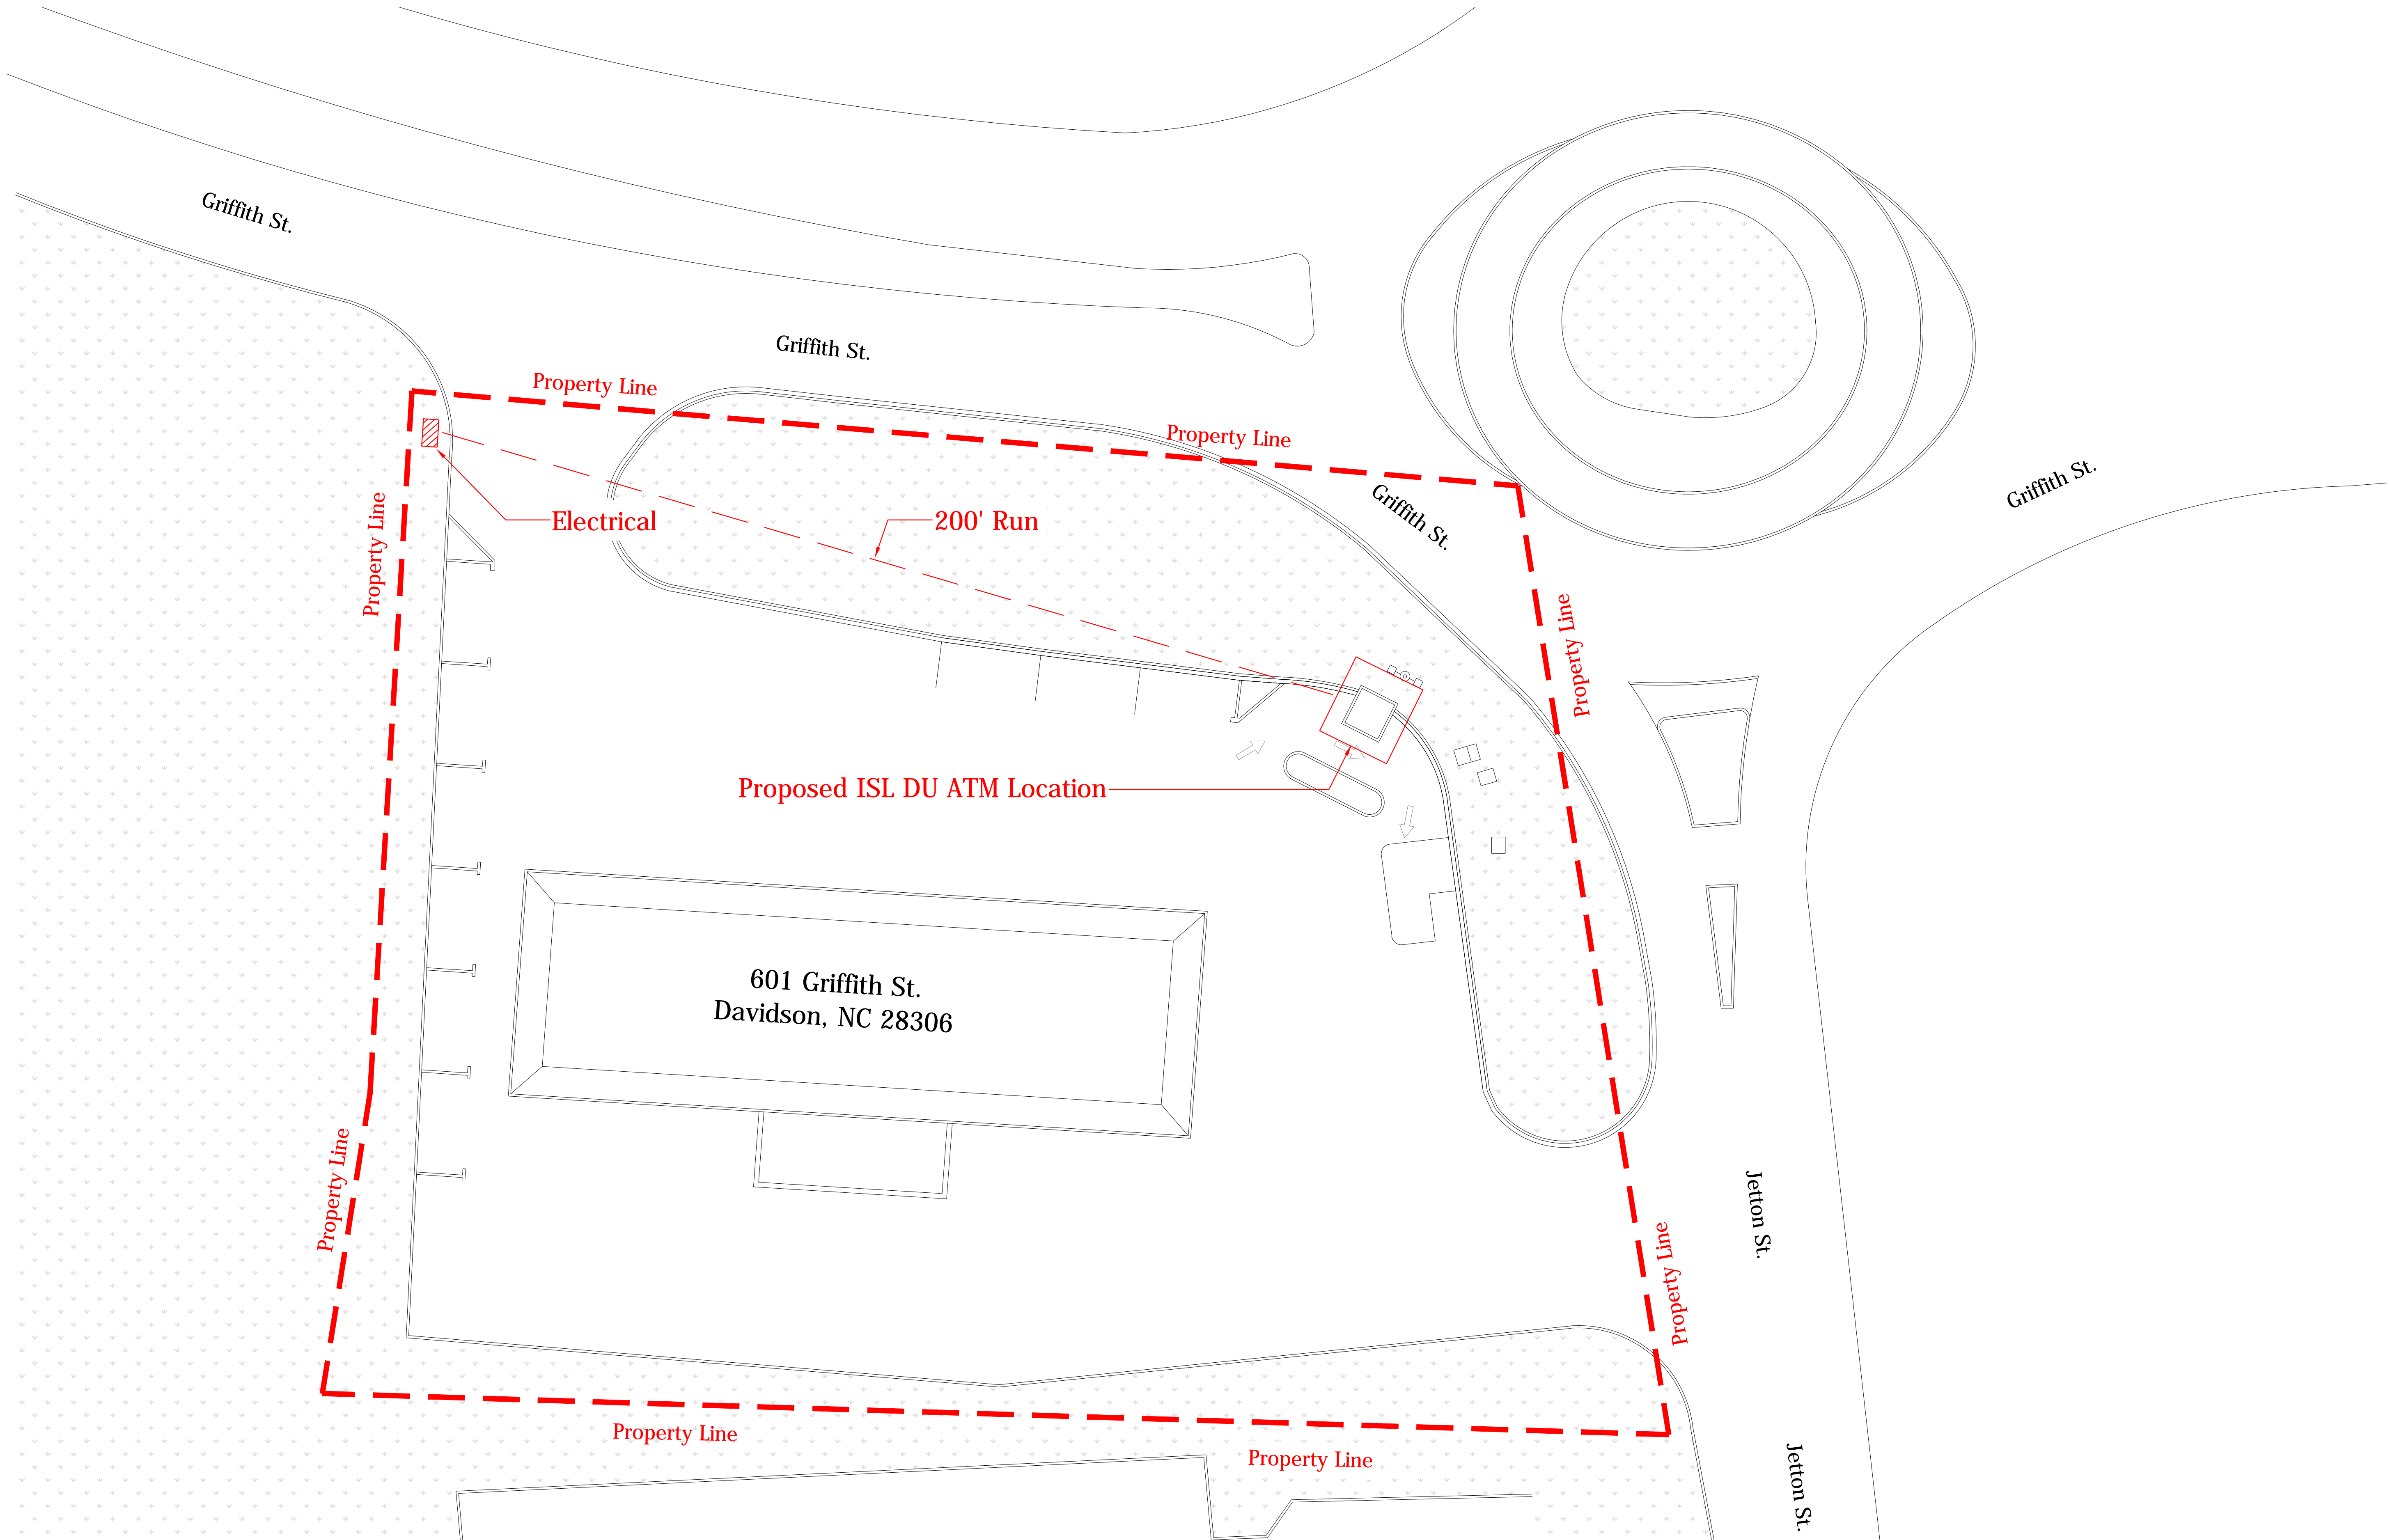 Griffith St.
Griffith St.
Property Line
Property Line
Griffith St.
Griffith St.
Property Line
Electrical
200' Run
Property Line
Proposed ISL DU ATM Location
601 Griffith St.
Davidson, NC 28306
Property Line
Jetton St.
Property Line
Property Line
Property Line
Jetton St.